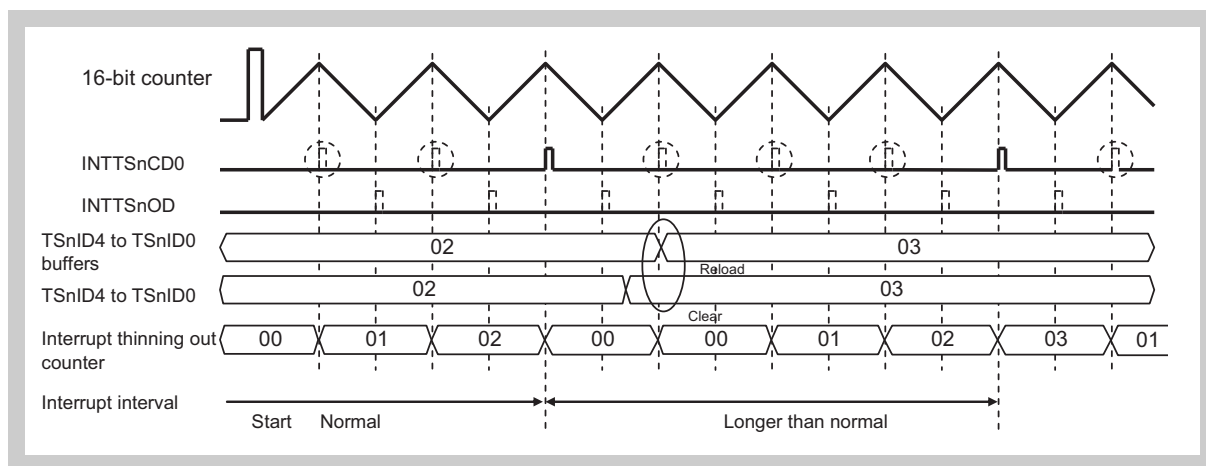 16-bit counter
INTTSnCD0
INTTSnOD
TSnID4 to TSnID0
buffers
02
03
Reload
TSnID4 to TSnID0
02
03
Clear
Interrupt thinning out
counter
00
01
02
00
00
01
02
03
01
Interrupt interval
Start
Normal
Longer than normal